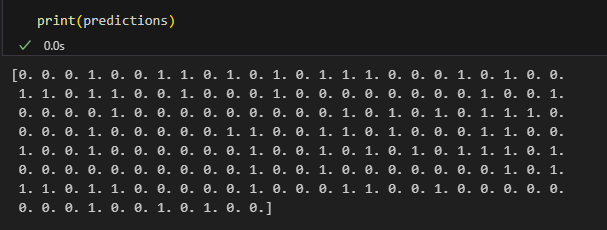 print(predictions)
0.0s
[0. 0. 0. 1. 0. 0. 1. 1. 0. 1. 0. 1. 0. 1. 1. 1. 0. 0. 0. 1. 0. 1. 0. 0.
1. 1. 0. 1. 1. 0. 0. 1. 0. 0. 0. 1. 0. 0. 0. 0. 0. 0. 0. 0. 1. 0. 0. 1.
0. 0. 0. 0. 1. 0. 0. 0. 0. 0. 0. 0. 0. 1. 0. 1. 0. 1. 0. 1. 1. 1. 1. 0.
0. 0. 0. 1. 0. 0. 0. 0. 0. 1. 1. 0. 0. 1. 1. 0. 1. 0. 0. 0. 1. 1. 0. 0.
1. 0. 0. 1. 0. 0. 0. 0. 0. 0. 1. 0. 0. 1. 0. 1. 0. 1. 0. 1. 1. 1. 0. 1.
0. 0. 0. 0. 0. 0. 0. 0. 0. 0. 1. 0. 0. 1. 0. 0. 0. 0. 0. 0. 0. 1. 0. 1.
1. 1. 0. 1. 1. 0. 0. 0. 0. 0. 1. 0. 0. 0. 1. 1. 0. 0. 1. 0. 0. 0. 0. 0. 0.
0. 0. 0. 1. 0. 0. 1. 0. 1. 0. 0.]